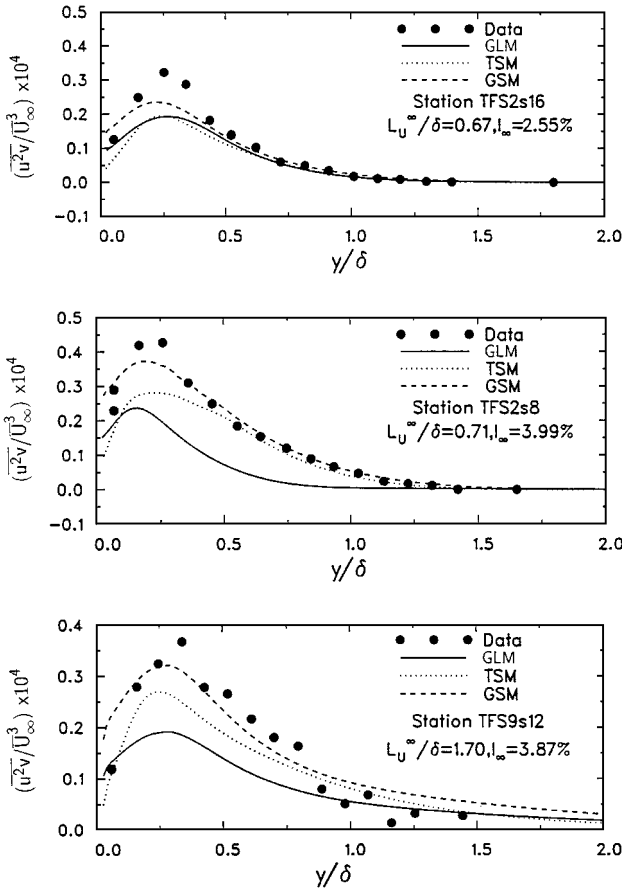 0.5
0.4
0.3
0.2
0.1
0.0
−0.1
(u²v/U³∞) x10⁴
Data
GLM
TSM
GSM
Station TFS2s16
L_U^∞/δ=0.67,I∞=2.55%
0.0 0.5 1.0 1.5 2.0
y/δ
0.5
0.4
0.3
0.2
0.1
0.0
−0.1
(u²v/U³∞) x10⁴
Data
GLM
TSM
GSM
Station TFS2s8
L_U^∞/δ=0.71,I∞=3.99%
0.0 0.5 1.0 1.5 2.0
y/δ
0.4
0.3
0.2
0.1
0.0
(u²v/U³∞) x10⁴
Data
GLM
TSM
GSM
Station TFS9s12
L_U^∞/δ=1.70,I∞=3.87%
0.0 0.5 1.0 1.5 2.0
y/δ